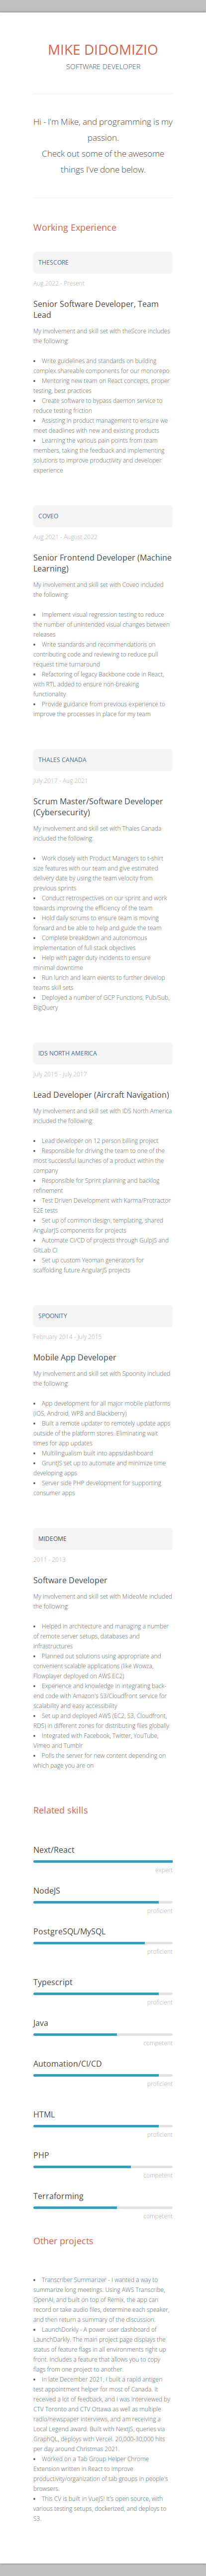 MIKE DIDOMIZIO
SOFTWARE DEVELOPER
Hi - I'm Mike, and programming is my
passion.
Check out some of the awesome
things I've done below.
Working Experience
THESCORE
Aug 2022 - Present
Senior Software Developer, Team
Lead
My involvement and skill set with theScore includes
the following:
• Write guidelines and standards on building
complex shareable components for our monorepo
• Mentoring new team on React concepts, proper
testing, best practices
• Create software to bypass daemon service to
reduce testing friction
• Assisting in product management to ensure we
meet deadlines with new and existing products
• Learning the various pain points from team
members, taking the feedback and implementing
solutions to improve productivity and developer
experience
COVEO
Aug 2021 - August 2022
Senior Frontend Developer (Machine
Learning)
My involvement and skill set with Coveo included
the following:
• Implement visual regression testing to reduce
the number of unintended visual changes between
releases
• Write standards and recommendations on
contributing code and reviewing to reduce pull
request time turnaround
• Refactoring of legacy Backbone code in React,
with RTL added to ensure non-breaking
functionality
• Provide guidance from previous experience to
improve the processes in place for my team
THALES CANADA
July 2017 - Aug 2021
Scrum Master/Software Developer
(Cybersecurity)
My involvement and skill set with Thales Canada
included the following:
• Work closely with Product Managers to t-shirt
size features with our team and give estimated
delivery date by using the team velocity from
previous sprints
• Conduct retrospectives on our sprint and work
towards improving the efficiency of the team
• Hold daily scrums to ensure team is moving
forward and be able to help and guide the team
• Complete breakdown and autonomous
implementation of full stack objectives
• Help with pager duty incidents to ensure
minimal downtime
• Run lunch and learn events to further develop
teams skill sets
• Deployed a number of GCP Functions, Pub/Sub,
BigQuery
IDS NORTH AMERICA
July 2015 - July 2017
Lead Developer (Aircraft Navigation)
My involvement and skill set with IDS North America
included the following:
• Lead developer on 12 person billing project
• Responsible for driving the team to one of the
most successful launches of a product within the
company
• Responsible for Sprint planning and backlog
refinement
• Test Driven Development with Karma/Protractor
E2E tests
• Set up of common design, templating, shared
AngularJS components for projects
• Automate CI/CD of projects through GulpJS and
GitLab CI
• Set up custom Yeoman generators for
scaffolding future AngularJS projects
SPOONITY
February 2014 - July 2015
Mobile App Developer
My involvement and skill set with Spoonity included
the following:
• App development for all major mobile platforms
(iOS, Android, WP8 and Blackberry)
• Built a remote updater to remotely update apps
outside of the platform stores. Eliminating wait
times for app updates
• Multilingualism built into apps/dashboard
• GruntJS set up to automate and minimize time
developing apps
• Server side PHP development for supporting
consumer apps
MIDEOME
2011 - 2013
Software Developer
My involvement and skill set with MideoMe included
the following:
• Helped in architecture and managing a number
of remote server setups, databases and
infrastructures
• Planned out solutions using appropriate and
convenient scalable applications (like Wowza,
Flowplayer deployed on AWS EC2)
• Experience and knowledge in integrating back-
end code with Amazon's S3/Cloudfront service for
scalability and easy accessibility
• Set up and deployed AWS (EC2, S3, Cloudfront,
RDS) in different zones for distributing files globally
• Integrated with Facebook, Twitter, YouTube,
Vimeo and Tumblr
• Polls the server for new content depending on
which page you are on
Related skills
Next/React
expert
NodeJS
proficient
PostgreSQL/MySQL
proficient
Typescript
proficient
Java
competent
Automation/CI/CD
proficient
HTML
proficient
PHP
competent
Terraforming
competent
Other projects
• Transcriber Summarizer - I wanted a way to
summarize long meetings. Using AWS Transcribe,
OpenAI, and built on top of Remix, the app can
record or take audio files, determine each speaker,
and then return a summary of the discussion.
• LaunchDorkly - A power user dashboard of
LaunchDarkly. The main project page displays the
status of feature flags in all environments right up
front. Includes a feature that allows you to copy
flags from one project to another.
• In late December 2021, I built a rapid antigen
test appointment helper for most of Canada. It
received a lot of feedback, and I was interviewed by
CTV Toronto and CTV Ottawa as well as multiple
radio/newspaper interviews, and am receiving a
Local Legend award. Built with NextJS, queries via
GraphQL, deploys with Vercel. 20,000-30,000 hits
per day around Christmas 2021.
• Worked on a Tab Group Helper Chrome
Extension written in React to improve
productivity/organization of tab groups in people's
browsers.
• This CV is built in VueJS! It's open source, with
various testing setups, dockerized, and deploys to
S3.